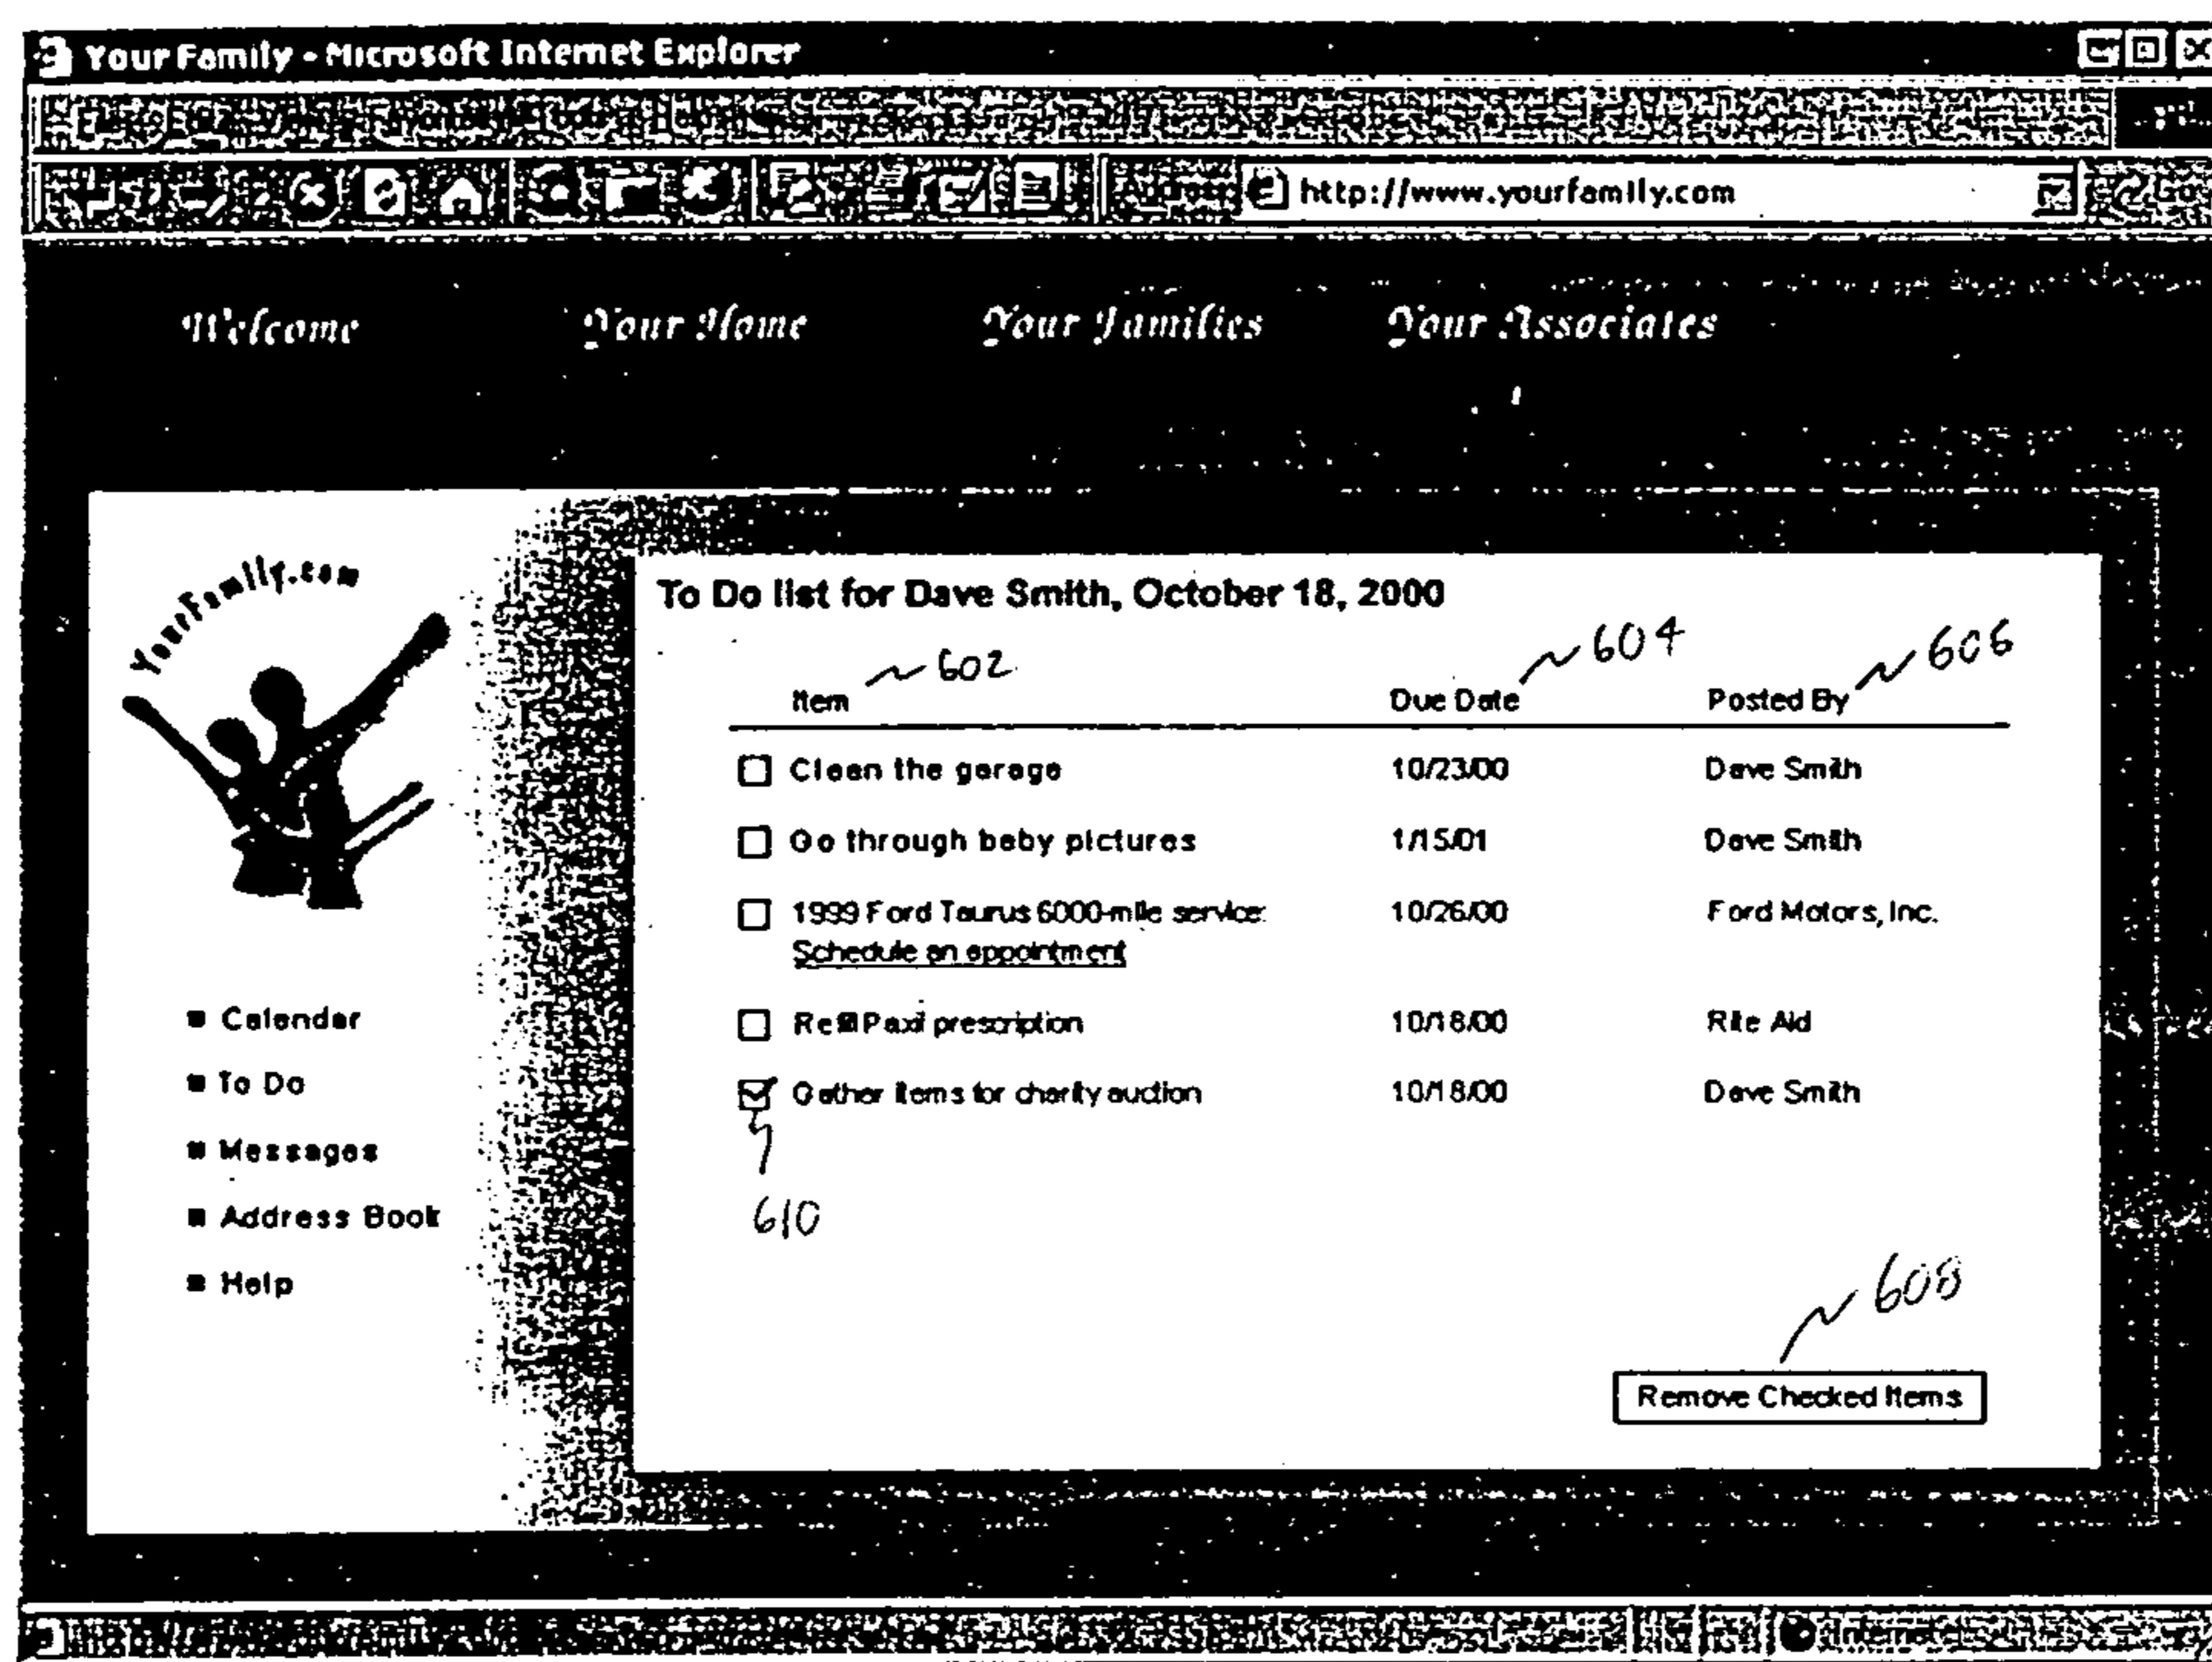 Your Family - Microsoft Internet Explorer
http://www.yourfamily.com
Welcome Your Home Your Families Your Associates
YourFamily.com
To Do list for Dave Smith, October 18, 2000
602 604 606
Item Due Date Posted By
Clean the garage 10/23/00 Dave Smith
Go through baby pictures 1/15/01 Dave Smith
1999 Ford Taurus 6000-mile service: 10/26/00 Ford Motors, Inc.
Schedule an appointment
Refill Paxil prescription 10/18/00 Rite Aid
Gather items for charity auction 10/18/00 Dave Smith
610
608
Remove Checked Items
Calendar
To Do
Messages
Address Book
Help